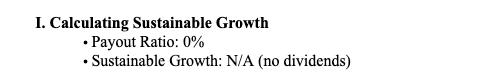 I. Calculating Sustainable Growth
• Payout Ratio: 0%
• Sustainable Growth: N/A (no dividends)